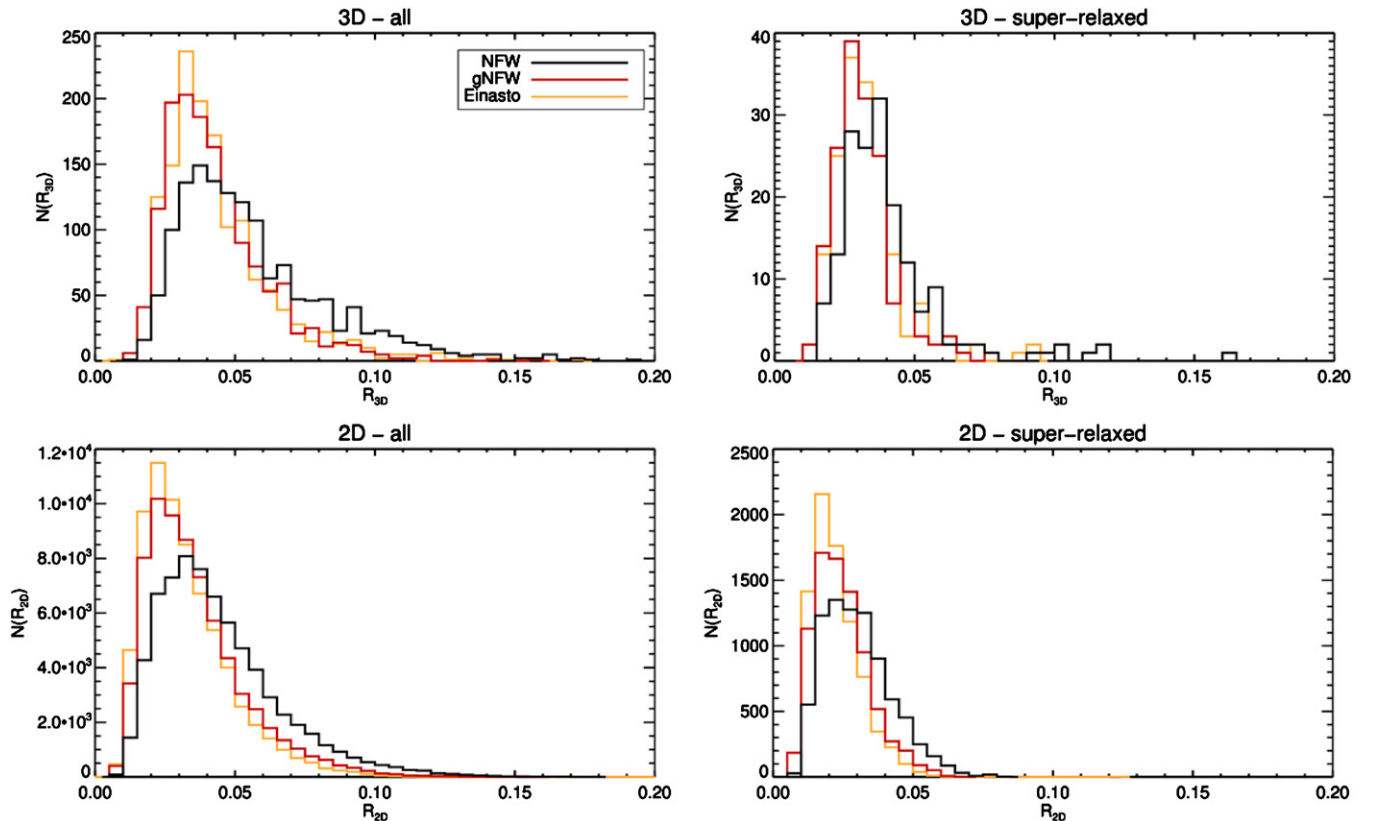 3D – all
250
200
150
100
50
0
N(R3D)
NFW
gNFW
Einasto
0.00 0.05 0.10 0.15 0.20
R3D
3D – super–relaxed
40
30
20
10
0
N(R3D)
0.00 0.05 0.10 0.15 0.20
R3D
2D – all
1.2•10⁴
1.0•10⁴
8.0•10³
6.0•10³
4.0•10³
2.0•10³
0
N(R2D)
0.00 0.05 0.10 0.15 0.20
R2D
2D – super–relaxed
2500
2000
1500
1000
500
0
N(R2D)
0.00 0.05 0.10 0.15 0.20
R2D